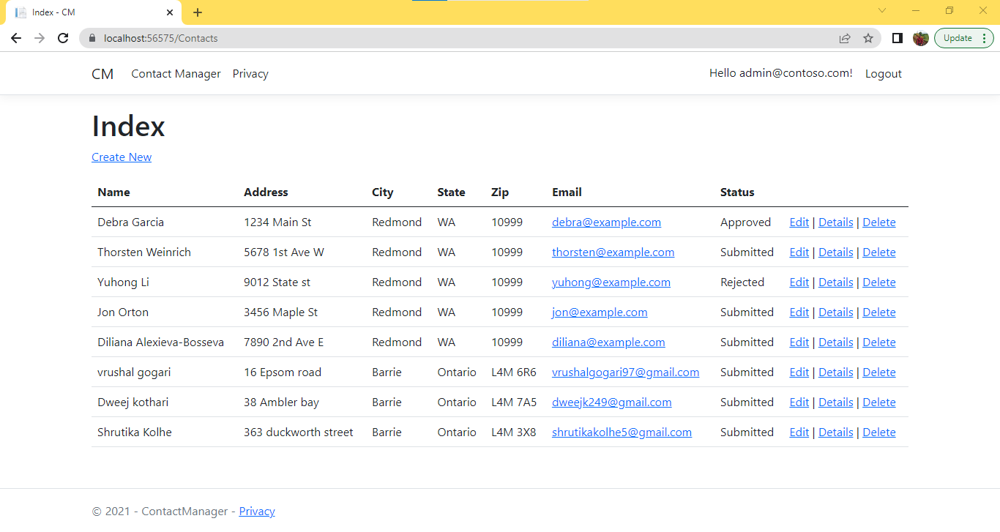 Index - CM
localhost:56575/Contacts
Update
CM Contact Manager Privacy Hello admin@contoso.com! Logout
Index
Create New
Name Address City State Zip Email Status
Debra Garcia 1234 Main St Redmond WA 10999 debra@example.com Approved Edit | Details | Delete
Thorsten Weinrich 5678 1st Ave W Redmond WA 10999 thorsten@example.com Submitted Edit | Details | Delete
Yuhong Li 9012 State st Redmond WA 10999 yuhong@example.com Rejected Edit | Details | Delete
Jon Orton 3456 Maple St Redmond WA 10999 jon@example.com Submitted Edit | Details | Delete
Diliana Alexieva-Bosseva 7890 2nd Ave E Redmond WA 10999 diliana@example.com Submitted Edit | Details | Delete
vrushal gogari 16 Epsom road Barrie Ontario L4M 6R6 vrushalgogari97@gmail.com Submitted Edit | Details | Delete
Dweej kothari 38 Ambler bay Barrie Ontario L4M 7A5 dweejk249@gmail.com Submitted Edit | Details | Delete
Shrutika Kolhe 363 duckworth street Barrie Ontario L4M 3X8 shrutikakolhe5@gmail.com Submitted Edit | Details | Delete
© 2021 - ContactManager - Privacy